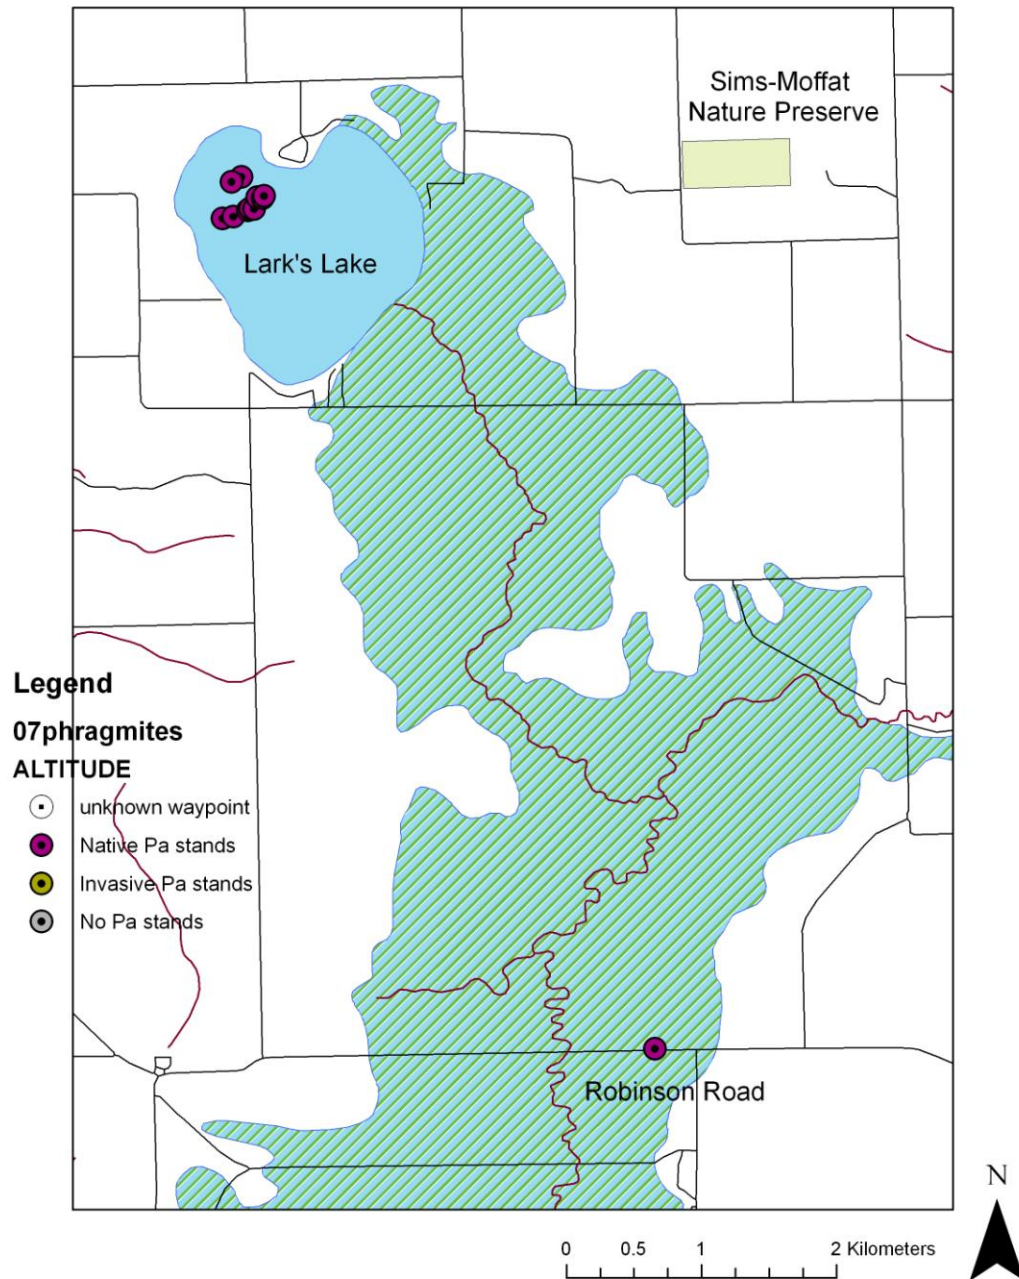 Sims-Moffat
Nature Preserve
Lark's Lake
Legend
07phragmites
ALTITUDE
unknown waypoint
Native Pa stands
Invasive Pa stands
No Pa stands
Robinson Road
N
0 0.5 1 2 Kilometers